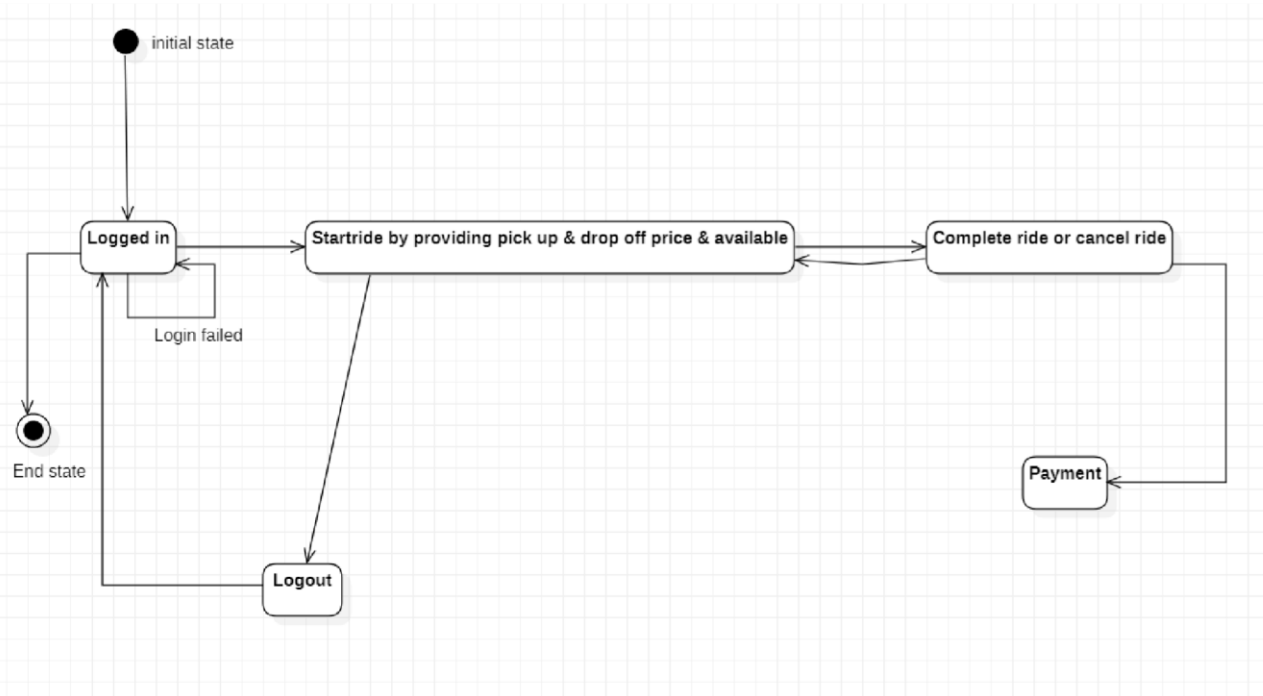 initial state
Logged in
Startride by providing pick up & drop off price & available
Complete ride or cancel ride
Login failed
End state
Payment
Logout